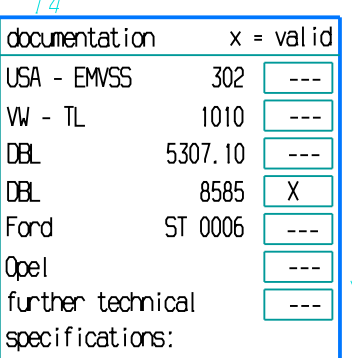 14
documentation x = valid
USA - EMVSS 302 ---
VW - TL 1010 ---
DBL 5307.10 ---
DBL 8585 X
Ford ST 0006 ---
Opel ---
further technical ---
specifications: